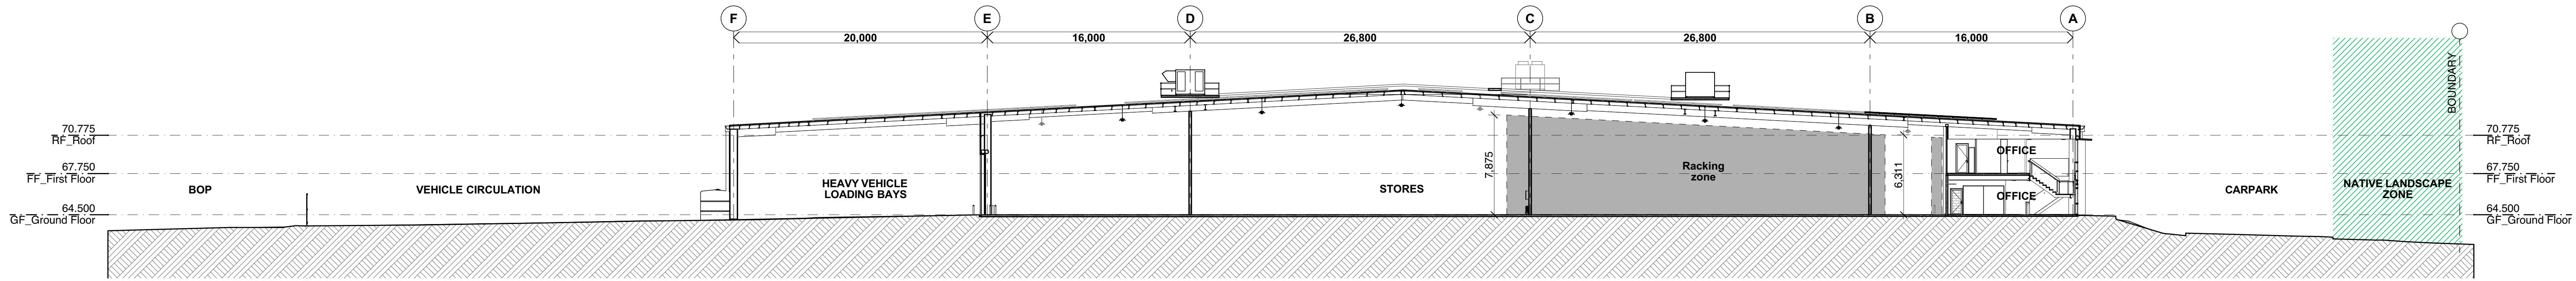 F
E
D
C
B
A
20,000
16,000
26,800
26,800
16,000
BOUNDARY
70.775
RF_Roof
67.750
FF_First Floor
64.500
GF_Ground Floor
BOP
VEHICLE CIRCULATION
HEAVY VEHICLE
LOADING BAYS
STORES
7,875
Racking
zone
6,311
OFFICE
OFFICE
CARPARK
NATIVE LANDSCAPE
ZONE
70.775
RF_Roof
67.750
FF_First Floor
64.500
GF_Ground Floor